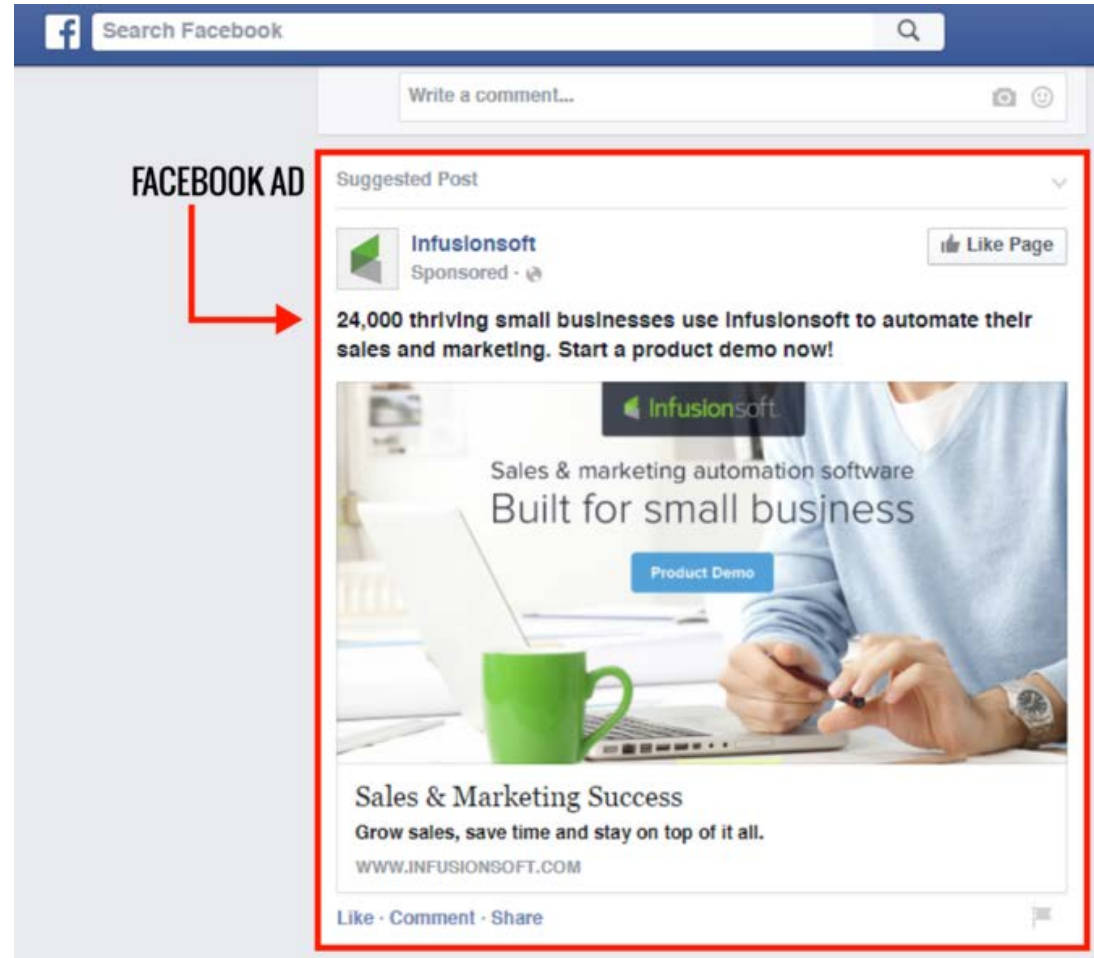 f Search Facebook
Write a comment...
FACEBOOK AD
Suggested Post
Infusionsoft
Like Page
Sponsored ·
24,000 thriving small businesses use Infusionsoft to automate their
sales and marketing. Start a product demo now!
Infusionsoft
Sales & marketing automation software
Built for small business
Product Demo
Sales & Marketing Success
Grow sales, save time and stay on top of it all.
WWW.INFUSIONSOFT.COM
Like · Comment · Share